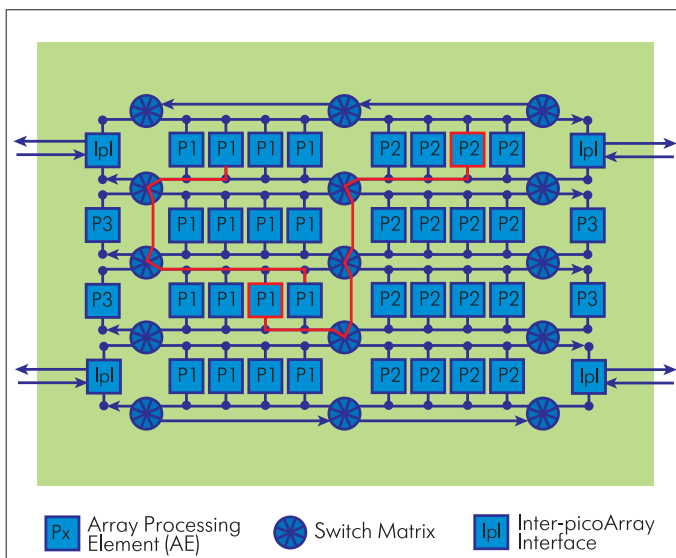 IpI P1 P1 P1 P1 P2 P2 P2 P2 IpI
P3 P1 P1 P1 P1 P2 P2 P2 P2 P3
P3 P1 P1 P1 P1 P2 P2 P2 P2 P3
IpI P1 P1 P1 P1 P2 P2 P2 P2 IpI
Px Array Processing
Element (AE)
Switch Matrix
IpI Inter-picoArray
Interface